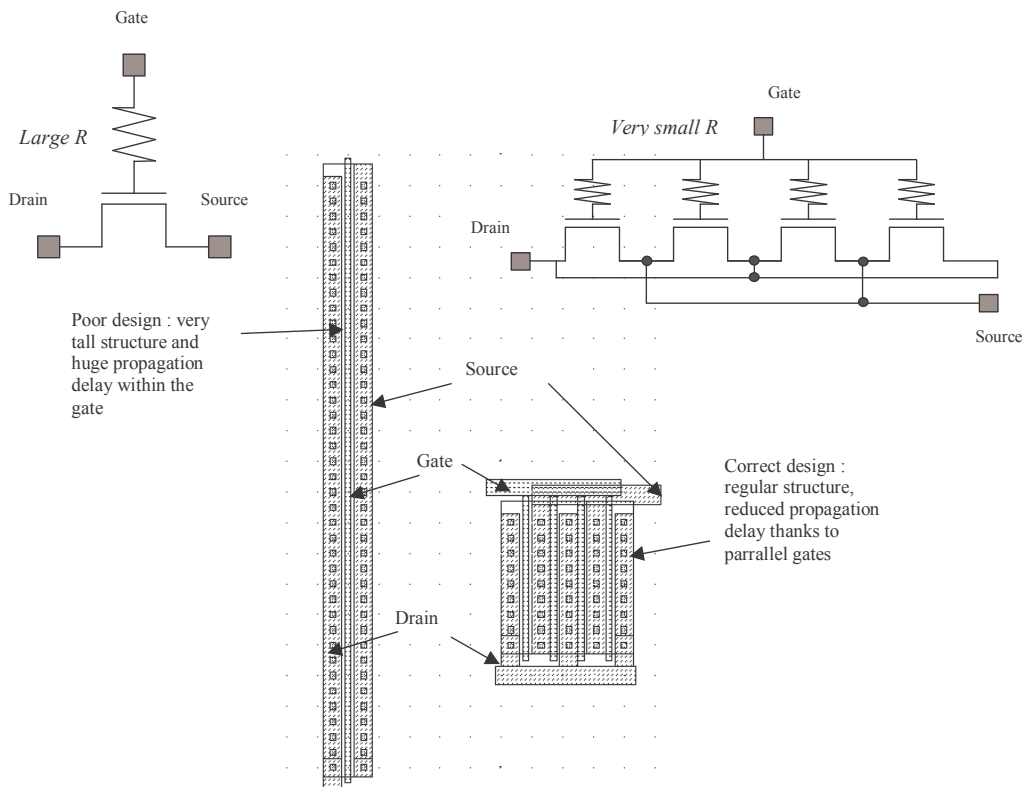 Gate
Large R
Drain
Source
Poor design : very
tall structure and
huge propagation
delay within the
gate
Gate
Very small R
Drain
Source
Source
Gate
Drain
Correct design :
regular structure,
reduced propagation
delay thanks to
parrallel gates